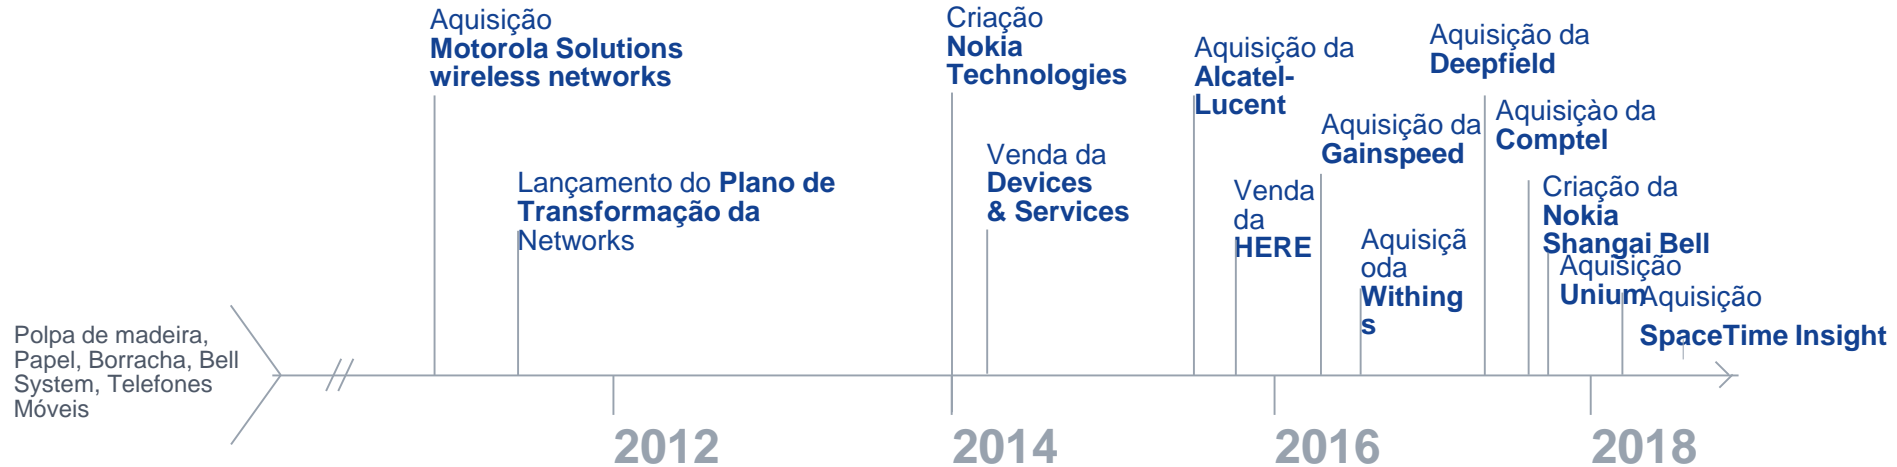 Aquisição
Motorola Solutions
wireless networks
Lançamento do Plano de
Transformação da
Networks
Criação
Nokia
Technologies
Venda da
Devices
& Services
Aquisição da
Alcatel-
Lucent
Venda
da
HERE
Aquisição da
Gainspeed
Aquisiçã
oda
Withing
s
Aquisição da
Deepfield
Aquisiçào da
Comptel
Criação da
Nokia
Shangai Bell
Aquisição
Unium
Aquisição
SpaceTime Insight
Polpa de madeira,
Papel, Borracha, Bell
System, Telefones
Móveis
2012
2014
2016
2018